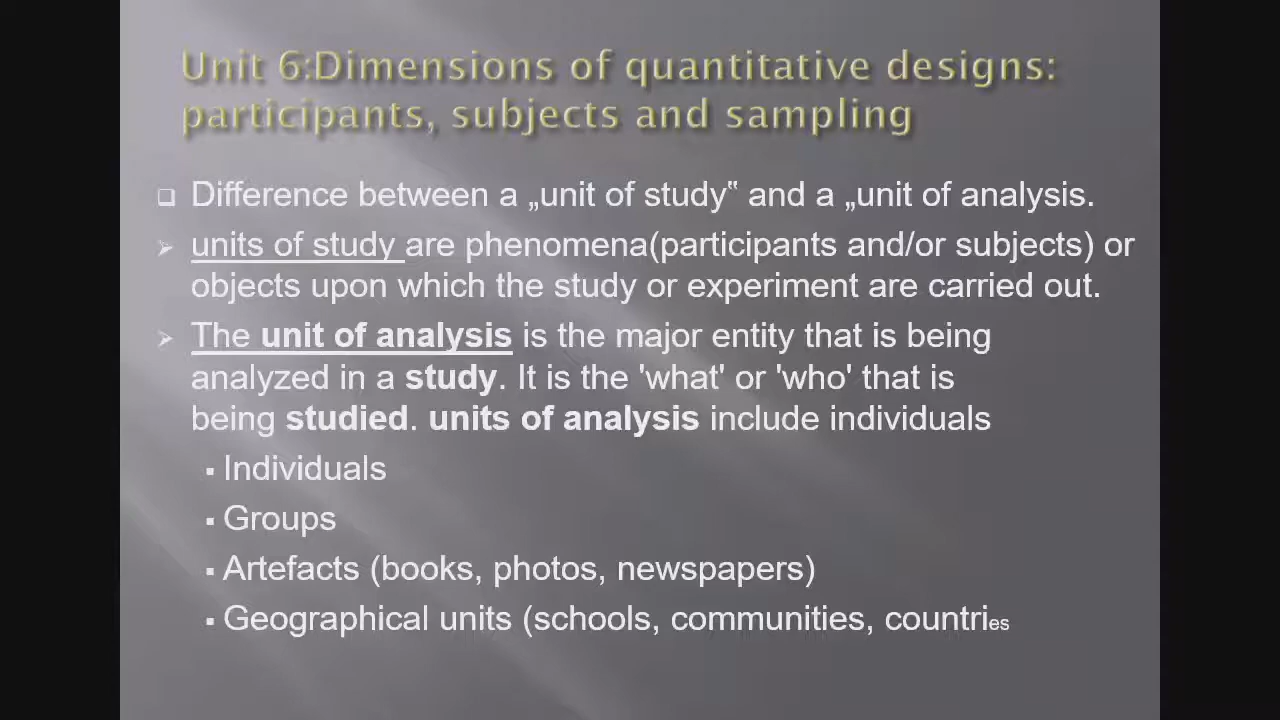 Unit 6:Dimensions of quantitative designs:
participants, subjects and sampling
Difference between a „unit of study‟ and a „unit of analysis.
units of study are phenomena(participants and/or subjects) or
objects upon which the study or experiment are carried out.
The unit of analysis is the major entity that is being
analyzed in a study. It is the 'what' or 'who' that is
being studied. units of analysis include individuals
Individuals
Groups
Artefacts (books, photos, newspapers)
Geographical units (schools, communities, countries